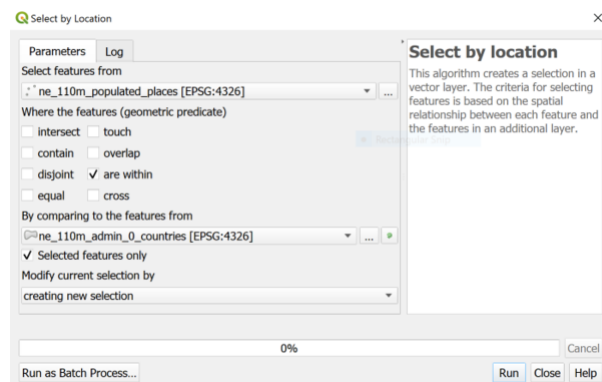 Select by Location
Parameters Log
Select features from
ne_110m_populated_places [EPSG:4326]
...
Where the features (geometric predicate)
intersect touch
contain overlap
disjoint are within
equal cross
By comparing to the features from
ne_110m_admin_0_countries [EPSG:4326]
...
Selected features only
Modify current selection by
creating new selection
Select by location
This algorithm creates a selection in a
vector layer. The criteria for selecting
features is based on the spatial
relationship between each feature and
the features in an additional layer.
Rectangular Snip
0%
Cancel
Run as Batch Process...
Run Close Help